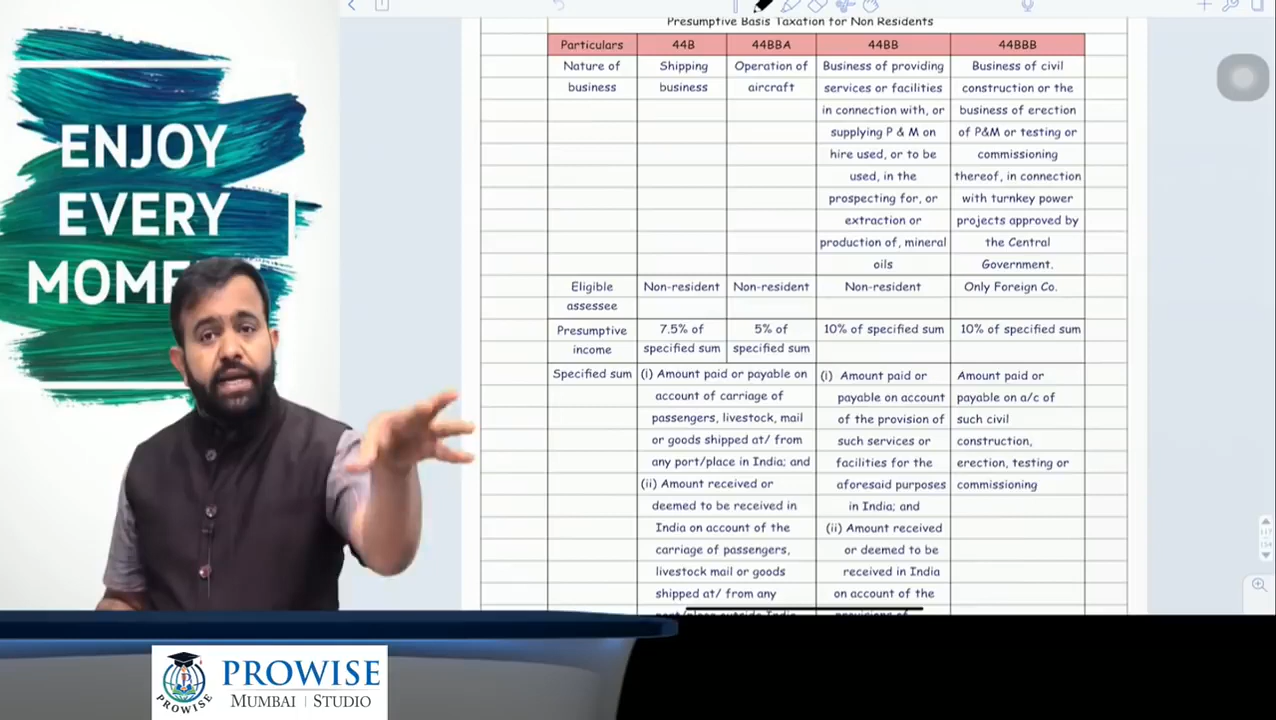 ENJOY
EVERY
Presumptive Basis Taxation for Non Residents
Particulars 44B 44BBA 44BB 44BBB
Nature of business
Shipping business
Operation of aircraft
Business of providing
services or facilities
in connection with, or
supplying P & M on
hire used, or to be
used, in the
prospecting for, or
extraction or
production of, mineral
oils
Business of civil
construction or the
business of erection
of P&M or testing or
commissioning
thereof, in connection
with turnkey power
projects approved by
the Central
Government.
Eligible assessee
Non-resident
Non-resident
Non-resident
Only Foreign Co.
Presumptive income
7.5% of specified sum
5% of specified sum
10% of specified sum
10% of specified sum
Specified sum
(i) Amount paid or payable on
account of carriage of
passengers, livestock, mail
or goods shipped at/ from
any port/place in India; and
(ii) Amount received or
deemed to be received in
India on account of the
carriage of passengers,
livestock mail or goods
shipped at/ from any
port/place outside India
(i) Amount paid or
payable on account
of the provision of
such services or
facilities for the
aforesaid purposes
in India; and
(ii) Amount received
or deemed to be
received in India
on account of the
provisions of
Amount paid or
payable on a/c of
such civil
construction,
erection, testing or
commissioning
117
154
PROWISE
PROWISE
MUMBAI | STUDIO